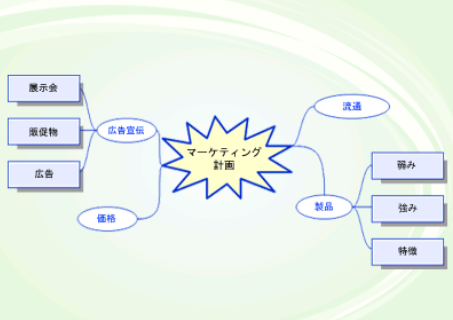 展示会
販促物
広告
広告宣伝
価格
マーケティング
計画
流通
製品
弱み
強み
特徴